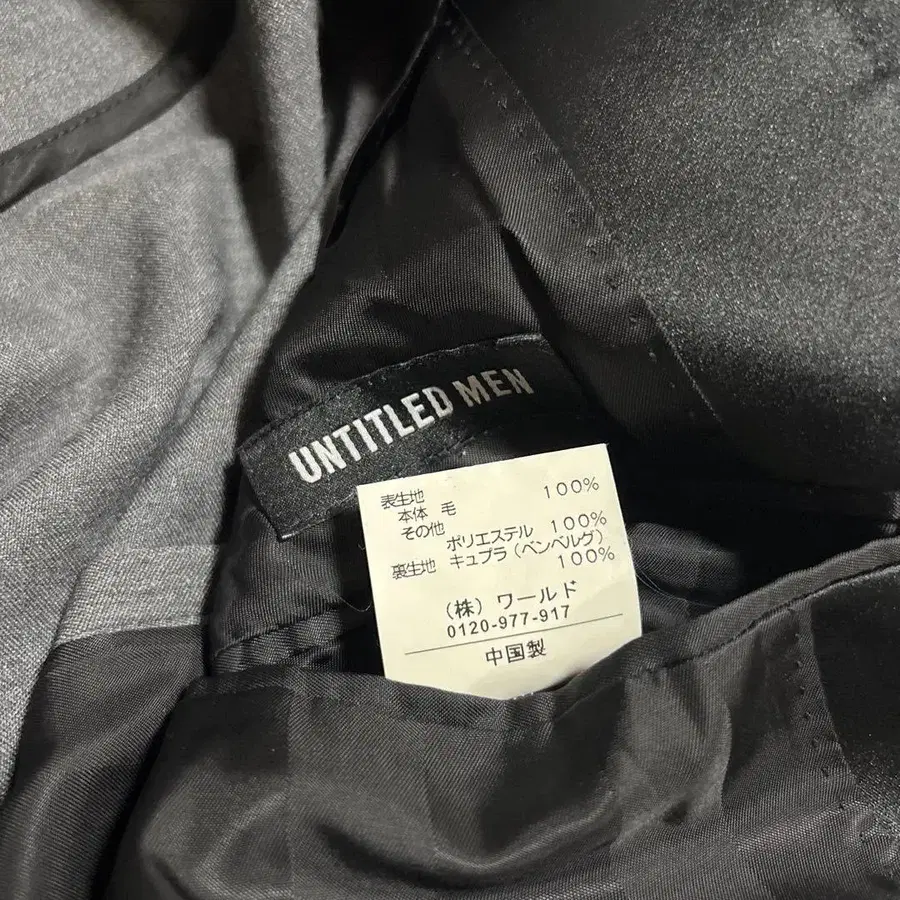 UNTITLED MEN
表生地
本体 毛 100%
その他
ポリエステル 100%
裏生地 キュプラ(ベンベルグ)
100%
(株) ワールド
0120-977-917
中国製